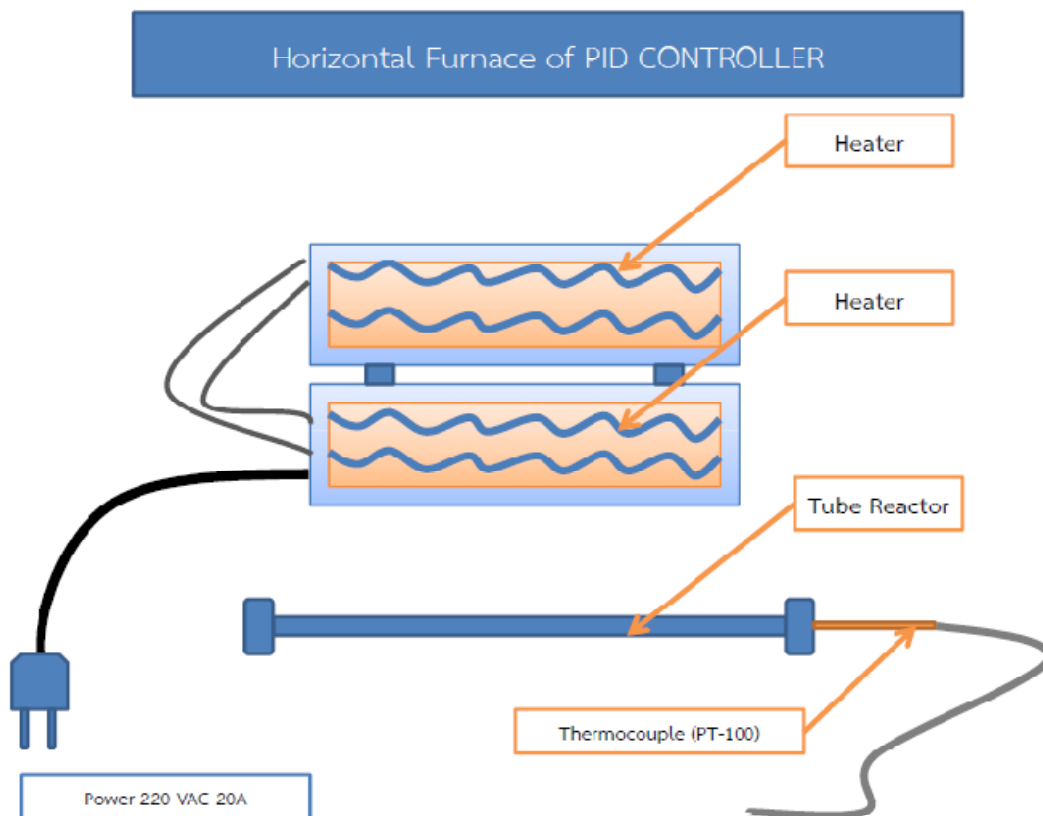 Horizontal Furnace of PID CONTROLLER
Heater
Heater
Tube Reactor
Thermocouple (PT-100)
Power 220 VAC 20A